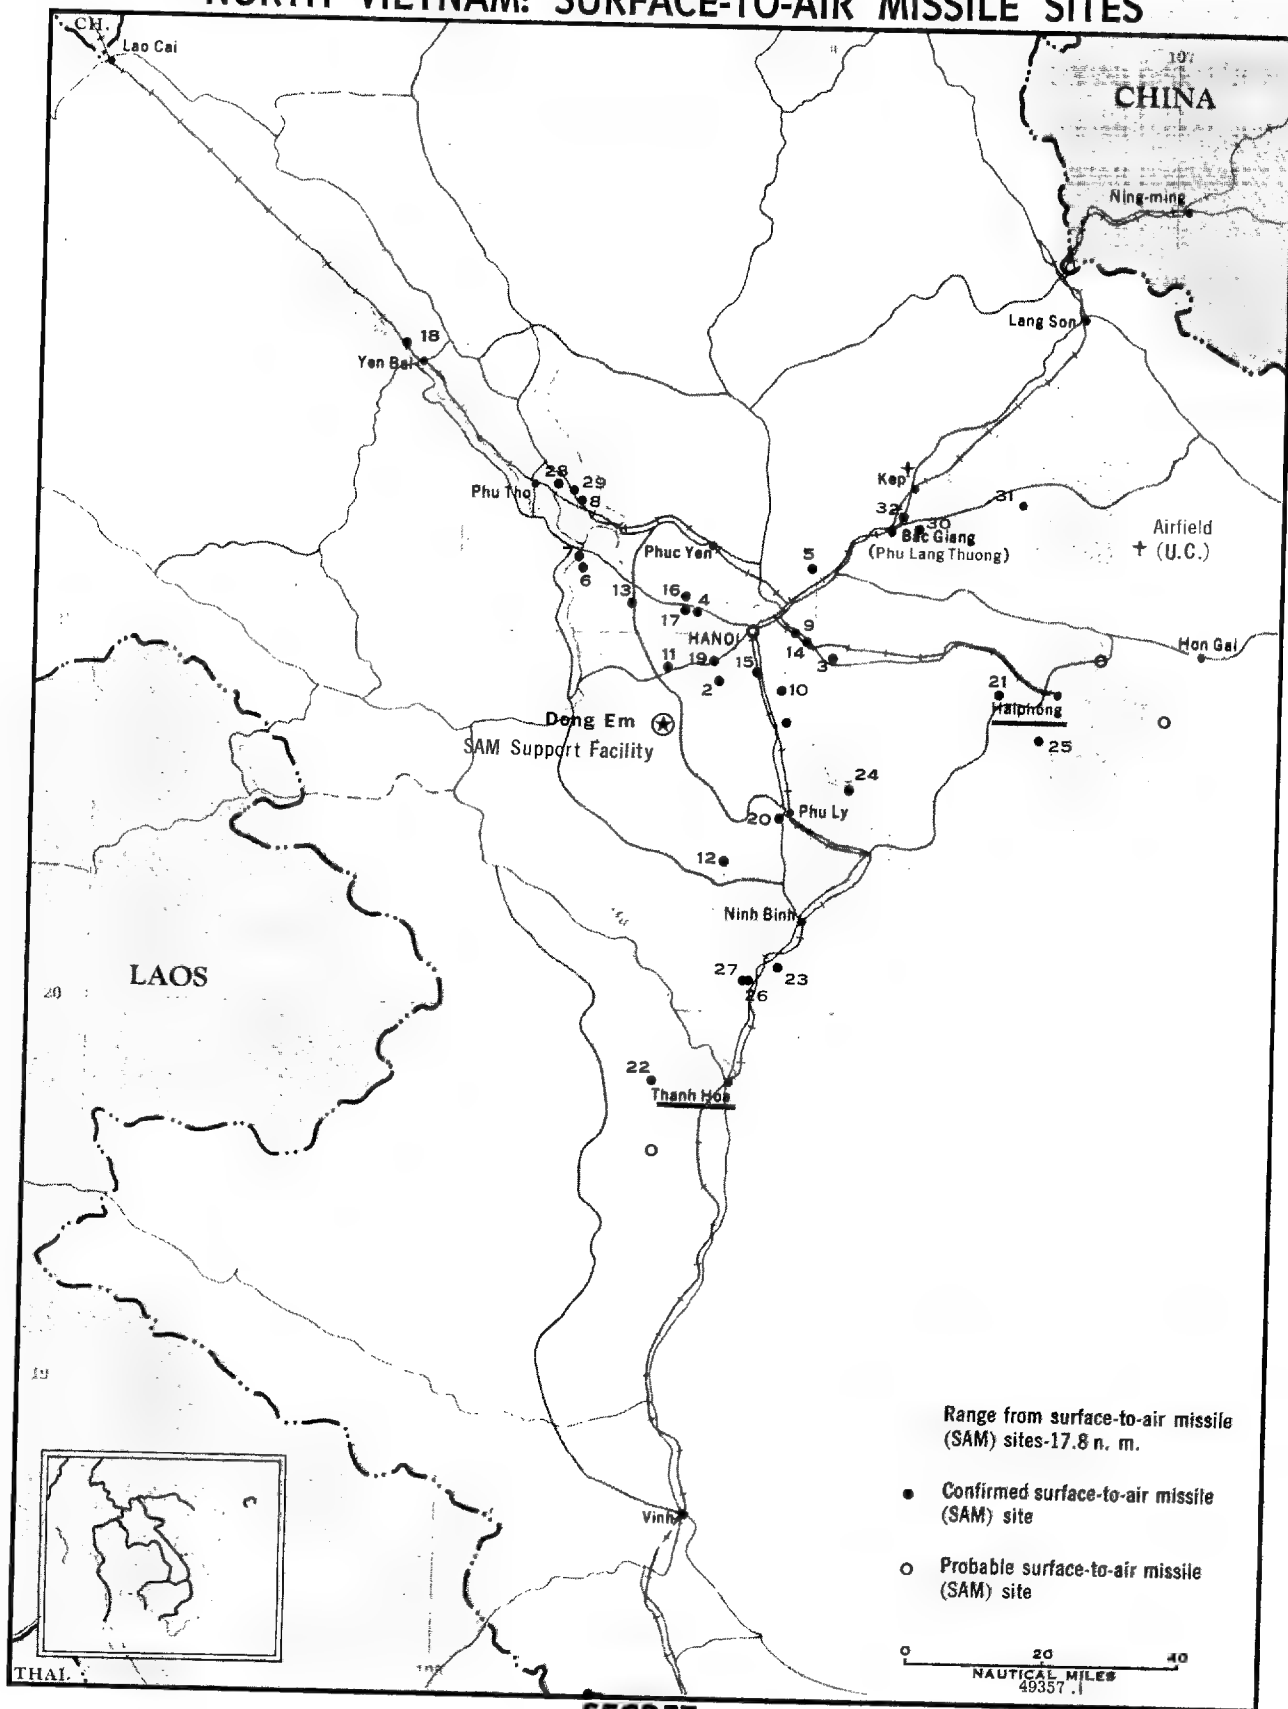 NORTH VIETNAM: SURFACE-TO-AIR MISSILE SITES
CH.
Lao Cai
107
CHINA
Ning-ming
Lang Son
18
Yen Bai
Kep
28
29
Phu Tho
8
32
31
30
Bac Giang
(Phu Lang Thuong)
Airfield
(U.C.)
7
Phuc Yen
5
6
13
16
4
17
HANOI
9
14
Hon Gai
11
19
15
3
2
10
21
Haiphong
Dong Em
SAM Support Facility
25
24
20
Phu Ly
12
Ninh Binh
LAOS
20
27
23
26
22
Thanh Hoa
19
Range from surface-to-air missile
(SAM) sites-17.8 n. m.
Confirmed surface-to-air missile
(SAM) site
Vinh
Probable surface-to-air missile
(SAM) site
0
20
40
NAUTICAL MILES
49357
THAI.
SECRET